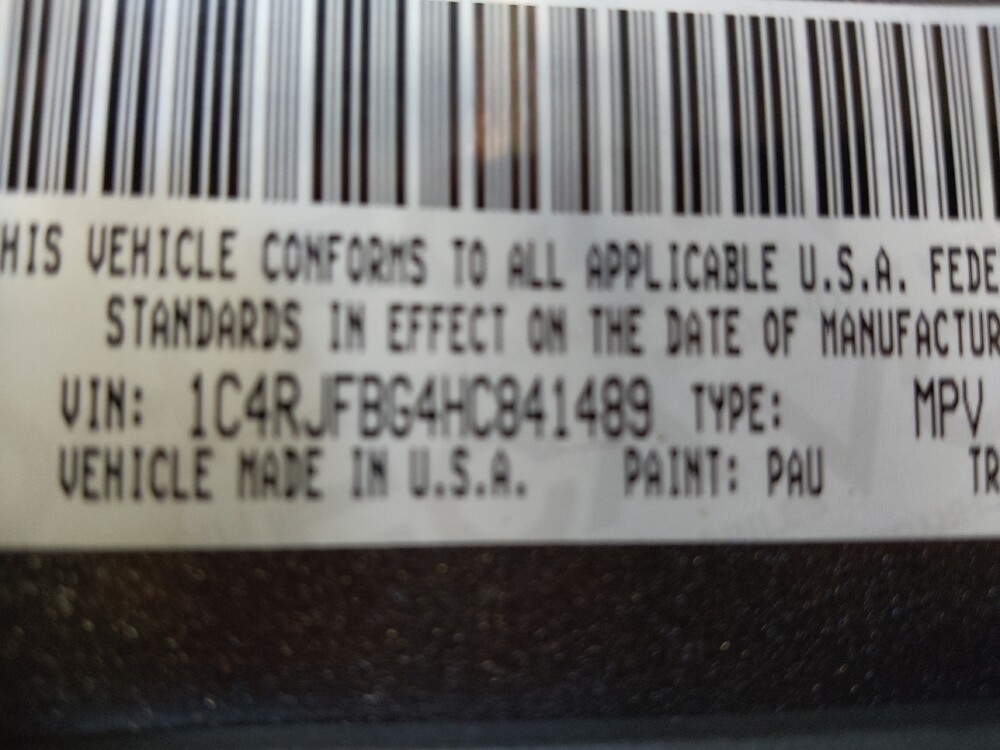 HIS VEHICLE CONFORMS TO ALL APPLICABLE U.S.A. FEDE
STANDARDS IN EFFECT ON THE DATE OF MANUFACTUR
VIN: 1C4RJFBG4HC841489 TYPE: MPV
VEHICLE MADE IN U.S.A. PAINT: PAU TR